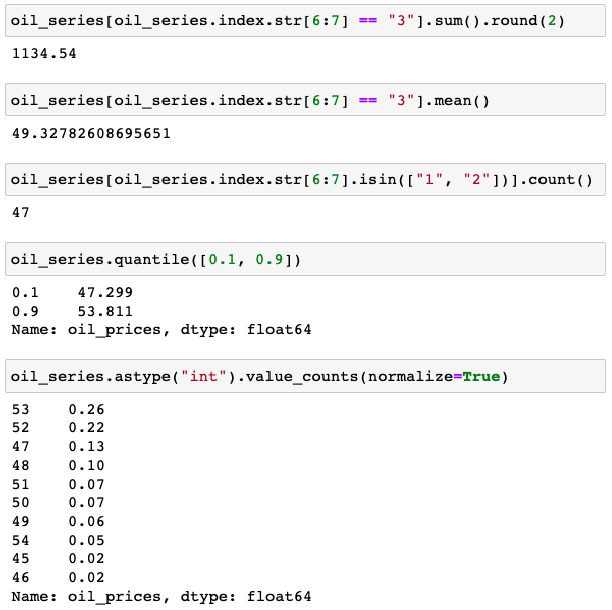 oil_series[oil_series.index.str[6:7] == "3"].sum().round(2)
1134.54
oil_series[oil_series.index.str[6:7] == "3"].mean()
49.32782608695651
oil_series[oil_series.index.str[6:7].isin(["1", "2"])].count()
47
oil_series.quantile([0.1, 0.9])
0.1    47.299
0.9    53.811
Name: oil_prices, dtype: float64
oil_series.astype("int").value_counts(normalize=True)
53    0.26
52    0.22
47    0.13
48    0.10
51    0.07
50    0.07
49    0.06
54    0.05
45    0.02
46    0.02
Name: oil_prices, dtype: float64